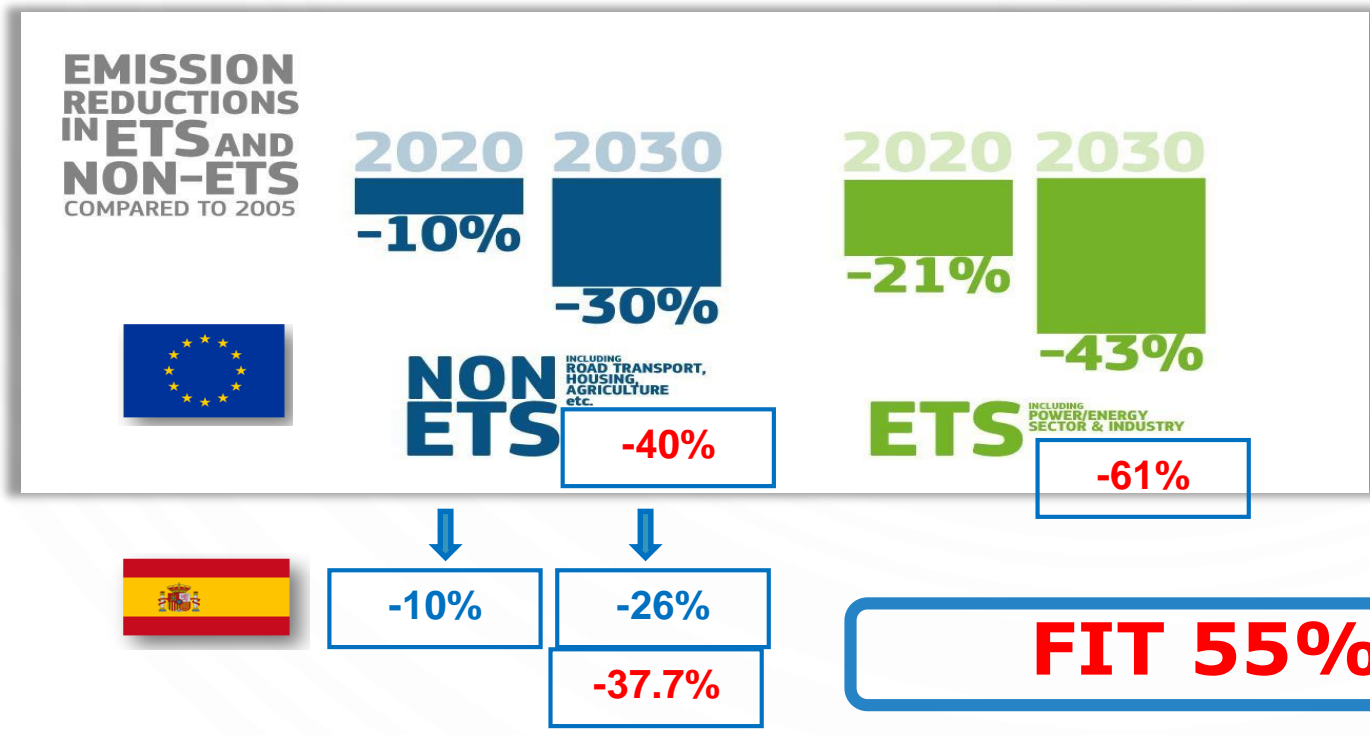 EMISSION
REDUCTIONS
IN ETS AND
NON-ETS
COMPARED TO 2005
2020 2030
-10%
-30%
NON
ETS
INCLUDING
ROAD TRANSPORT,
HOUSING,
AGRICULTURE
etc.
-40%
2020 2030
-21%
-43%
ETS
INCLUDING
POWER/ENERGY
SECTOR & INDUSTRY
-61%
-10%
-26%
-37.7%
FIT 55%